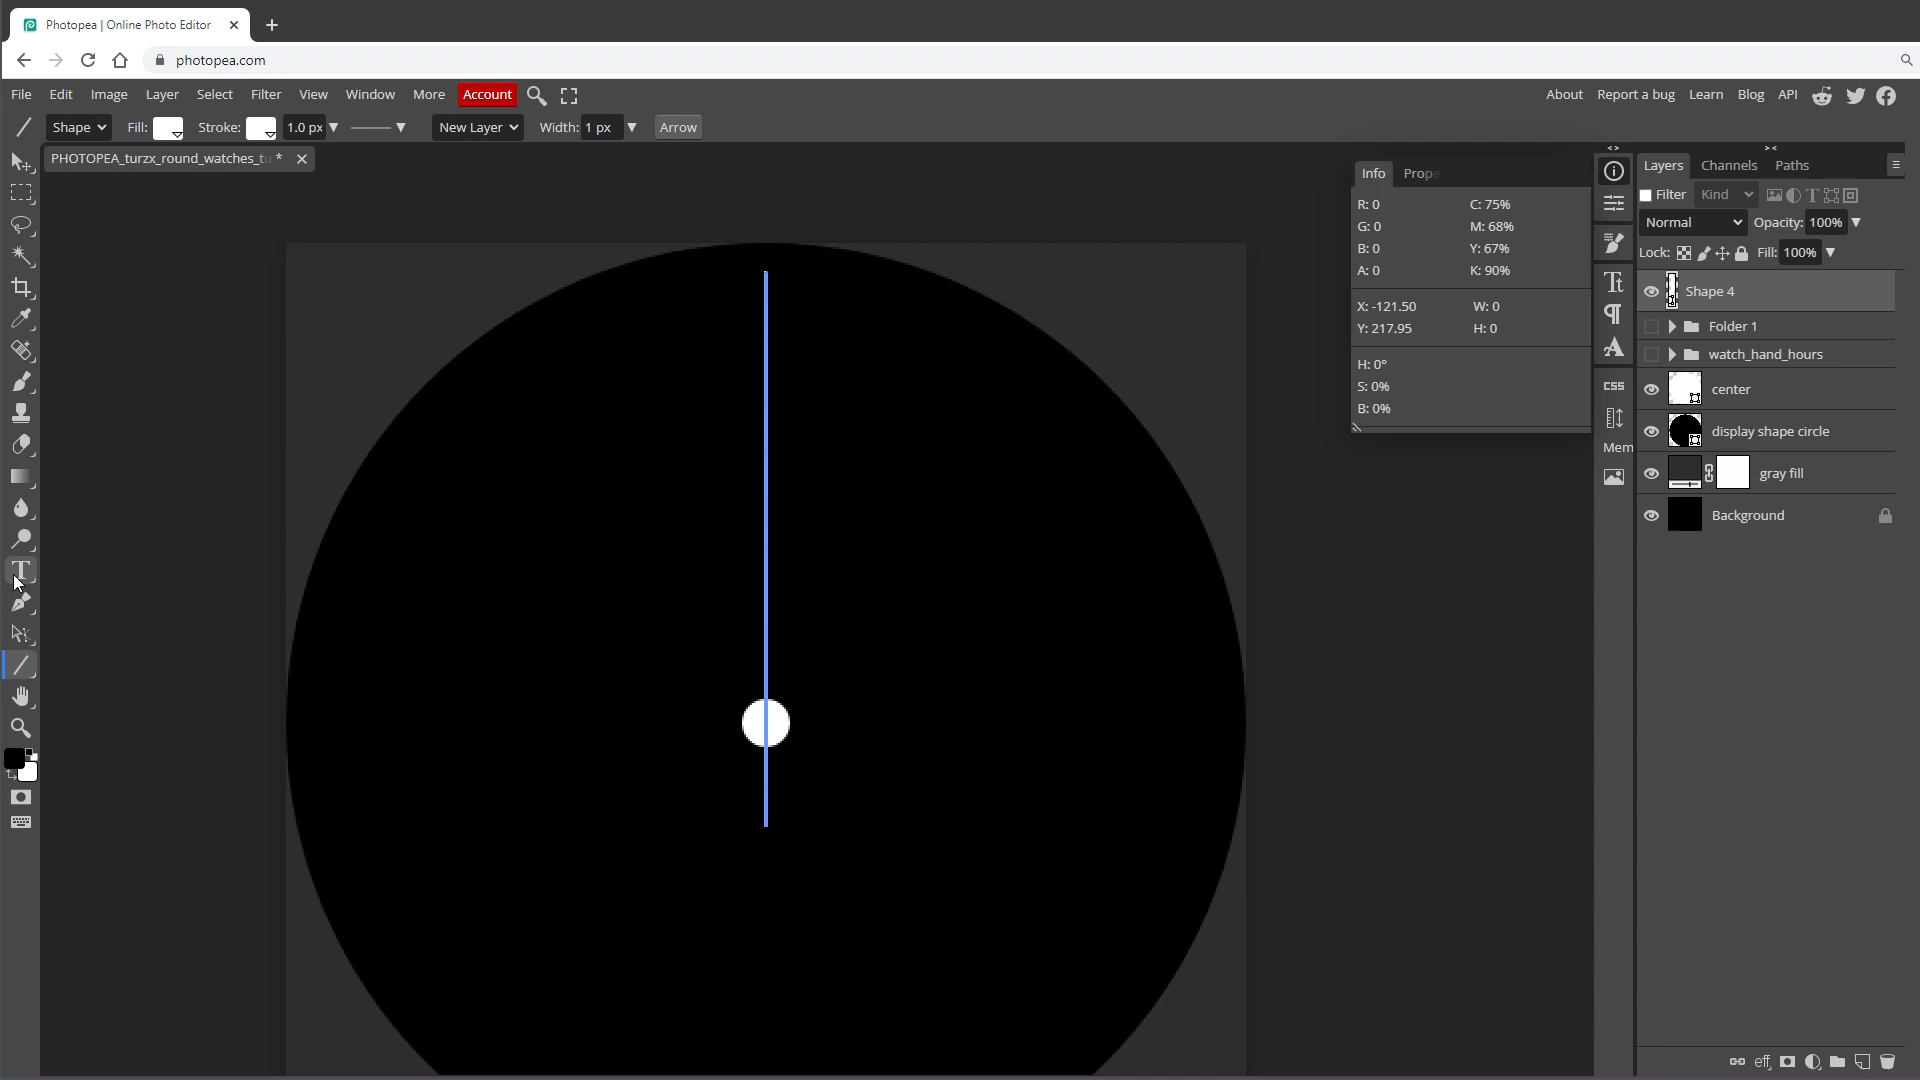 Photopea | Online Photo Editor
photopea.com
File Edit Image Layer Select Filter View Window More Account About Report a bug Learn Blog API
Shape Fill: Stroke: 1.0 px New Layer Width: 1 px Arrow
PHOTOPEA_turzx_round_watches_tu *
Info Prope
R: 0 C: 75%
G: 0 M: 68%
B: 0 Y: 67%
A: 0 K: 90%
X: -121.50 W: 0
Y: 217.95 H: 0
H: 0°
S: 0%
B: 0%
CSS
Mem
Layers Channels Paths
Filter Kind
Normal Opacity: 100%
Lock: Fill: 100%
Shape 4
Folder 1
watch_hand_hours
center
display shape circle
gray fill
Background
eff